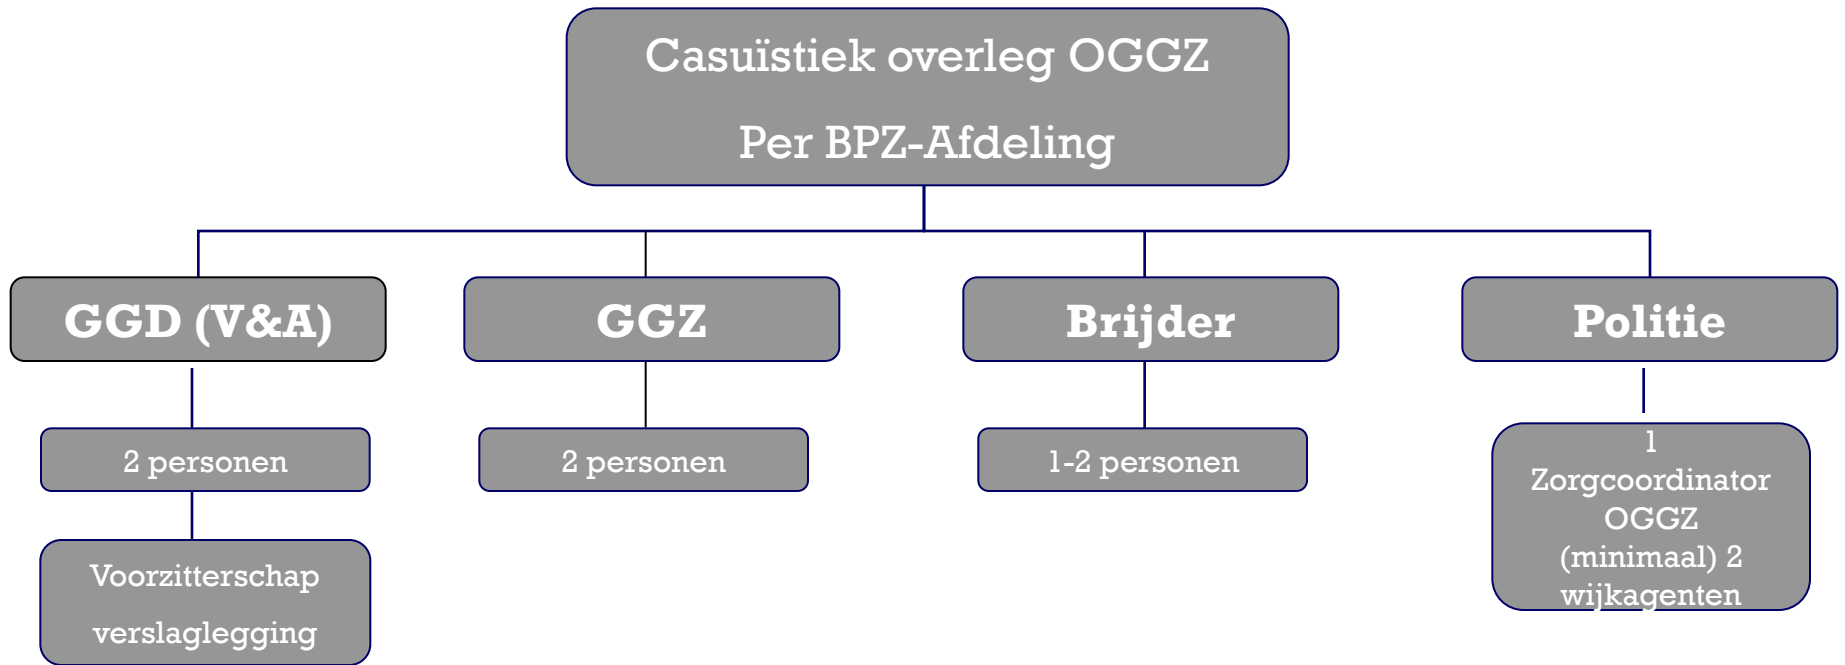 Casuïstiek overleg OGGZ
Per BPZ-Afdeling
GGD (V&A)
GGZ
Brijder
Politie
2 personen
2 personen
1-2 personen
1
Zorgcoordinator
OGGZ
(minimaal) 2
wijkagenten
Voorzitterschap
verslaglegging